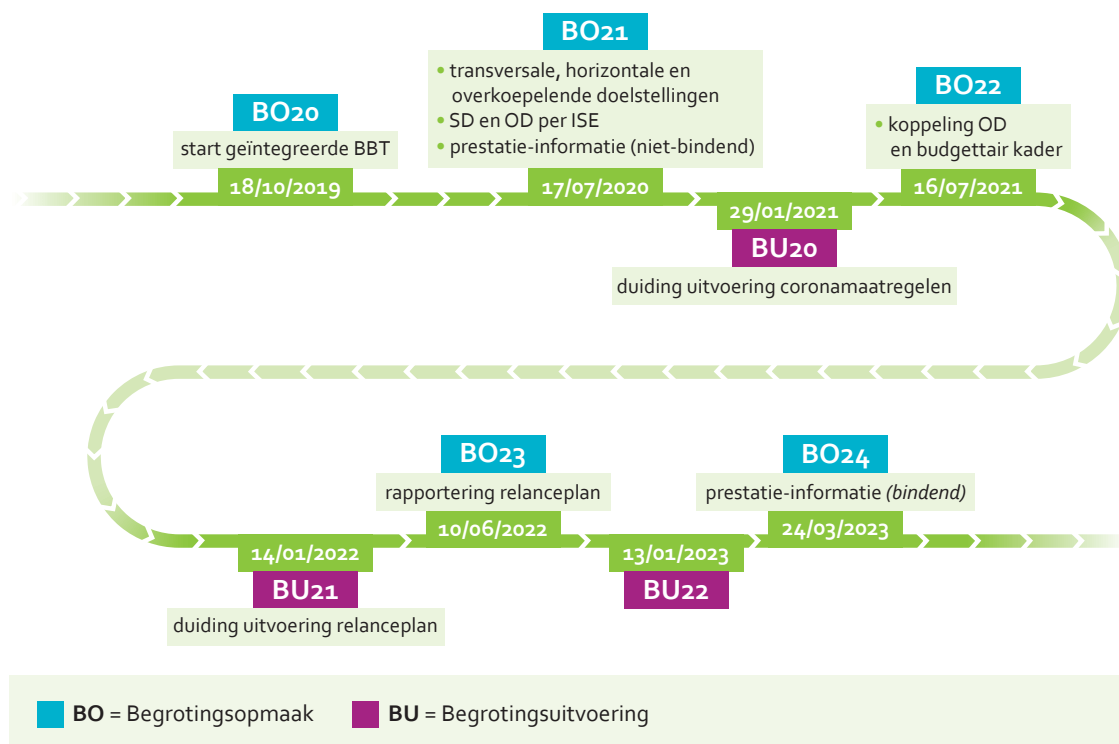 BO20
start geïntegreerde BBT
18/10/2019
BO21
• transversale, horizontale en
overkoepelende doelstellingen
• SD en OD per ISE
• prestatie-informatie (niet-bindend)
17/07/2020
29/01/2021
BU20
duiding uitvoering coronamaatregelen
BO22
• koppeling OD
en budgettair kader
16/07/2021
14/01/2022
BU21
duiding uitvoering relanceplan
BO23
rapportering relanceplan
10/06/2022
13/01/2023
BU22
BO24
prestatie-informatie (bindend)
24/03/2023
BO = Begrotingsopmaak
BU = Begrotingsuitvoering